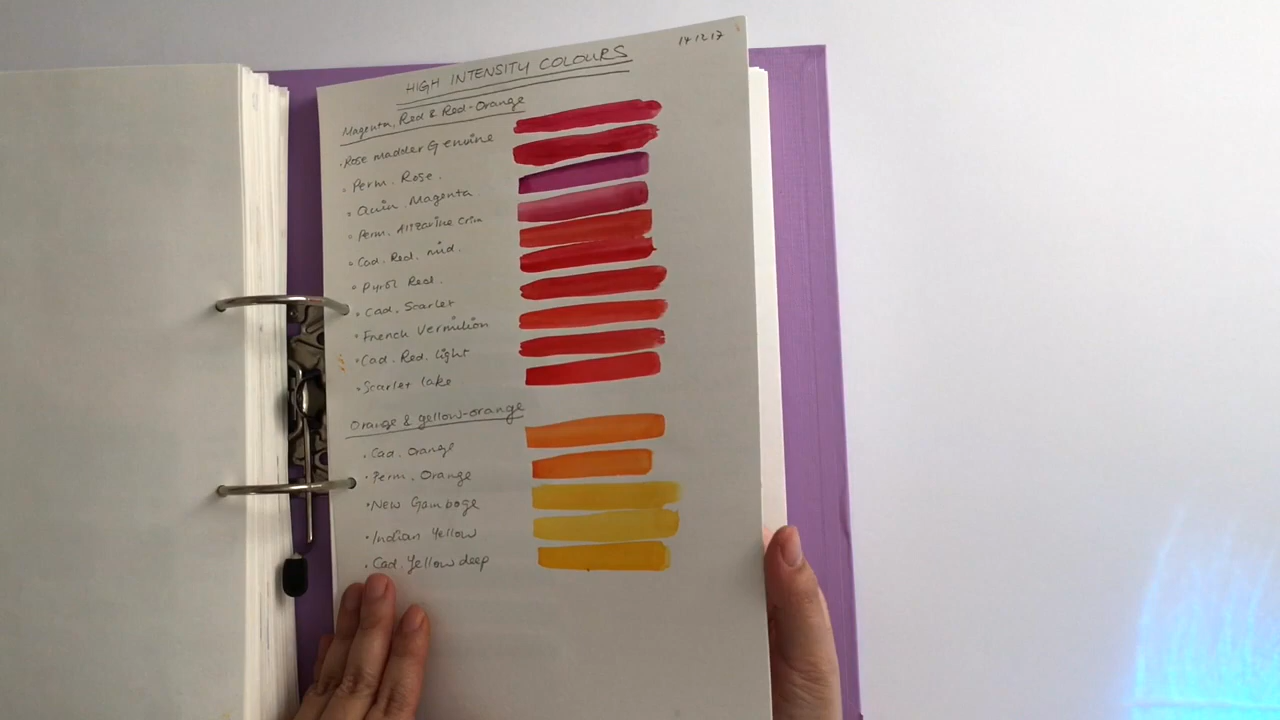 14 12 17
HIGH INTENSITY COLOURS
Magenta, Red & Red-Orange
• Rose madder Genuine
• Perm. Rose.
• Quin. Magenta
• Perm. Alizarine Crim
• Cad. Red. mid.
• Pyrol Red.
• Cad. Scarlet
• French Vermilion
• Cad. Red. light
• Scarlet lake
Orange & yellow-orange
• Cad. Orange
• Perm. Orange
• New Gamboge
• Indian Yellow
• Cad. Yellow deep